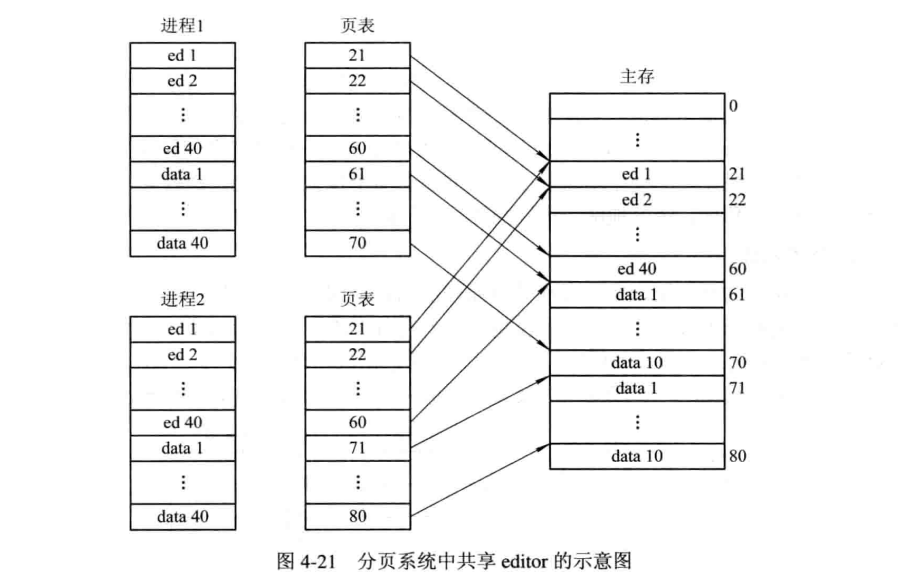 进程1
ed 1
ed 2
⋮
ed 40
data 1
⋮
data 40
页表
21
22
⋮
60
61
⋮
70
进程2
ed 1
ed 2
⋮
ed 40
data 1
⋮
data 40
页表
21
22
⋮
60
71
⋮
80
主存
0
⋮
ed 1 21
ed 2 22
⋮
ed 40 60
data 1 61
⋮
data 10 70
data 1 71
⋮
data 10 80
图 4-21 分页系统中共享 editor 的示意图